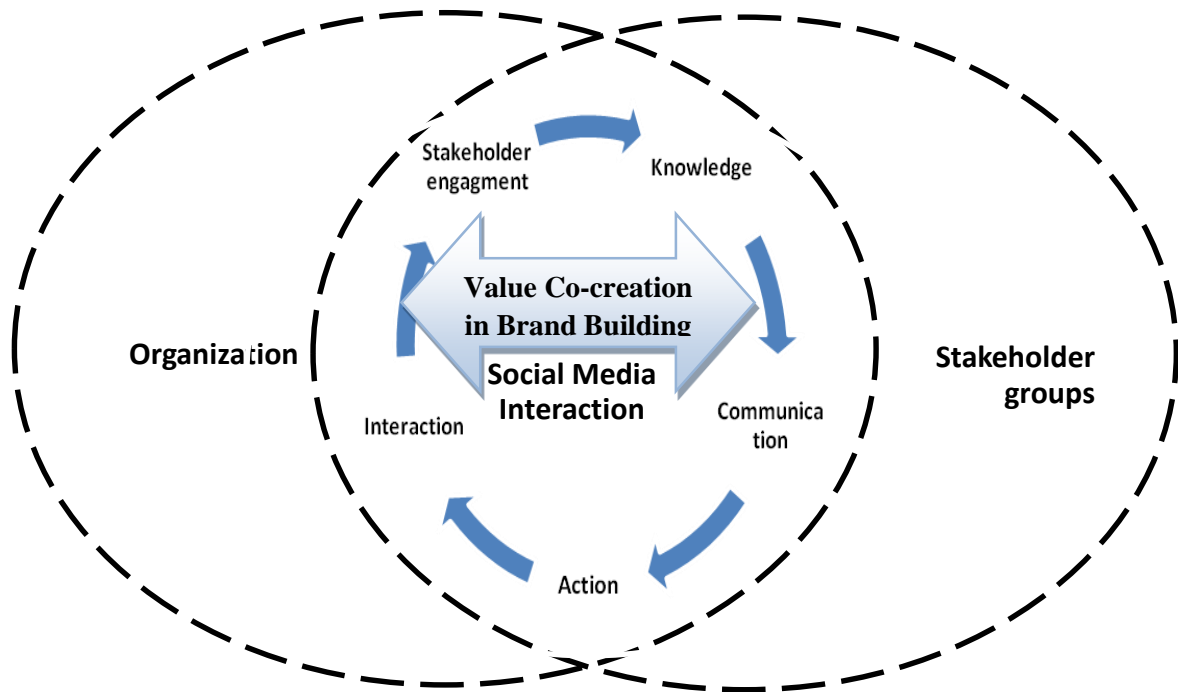 Stakeholder
engagment
Knowledge
Value Co-creation
in Brand Building
Organization
Social Media
Interaction
Stakeholder
groups
Interaction
Communica
tion
Action